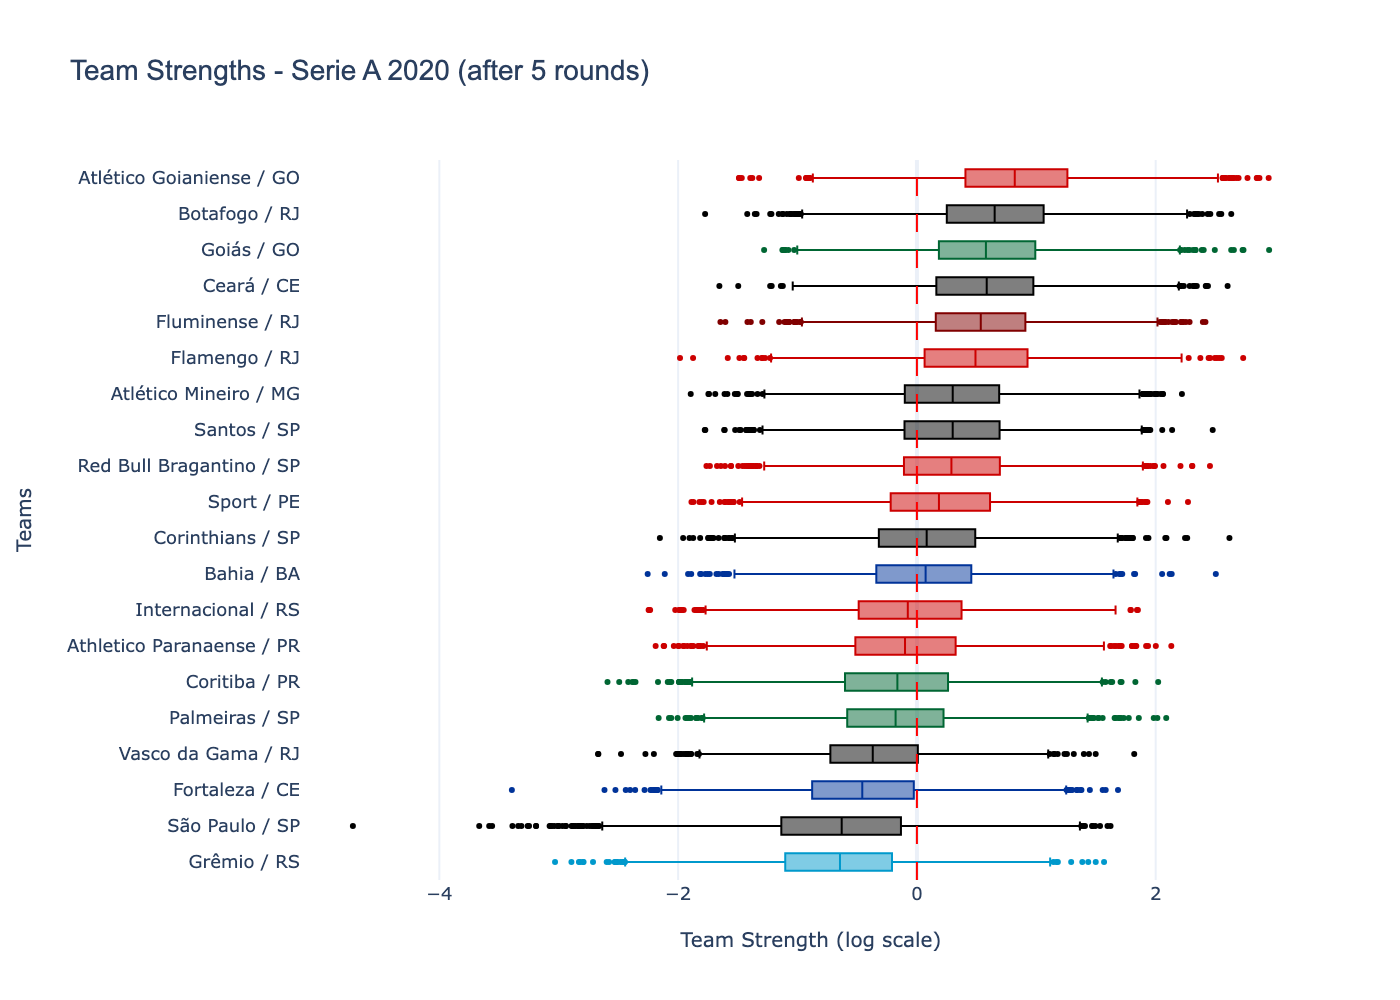 Team Strengths - Serie A 2020 (after 5 rounds)
Teams
Atlético Goianiense / GO
Botafogo / RJ
Goiás / GO
Ceará / CE
Fluminense / RJ
Flamengo / RJ
Atlético Mineiro / MG
Santos / SP
Red Bull Bragantino / SP
Sport / PE
Corinthians / SP
Bahia / BA
Internacional / RS
Athletico Paranaense / PR
Coritiba / PR
Palmeiras / SP
Vasco da Gama / RJ
Fortaleza / CE
São Paulo / SP
Grêmio / RS
−4 −2 0 2
Team Strength (log scale)